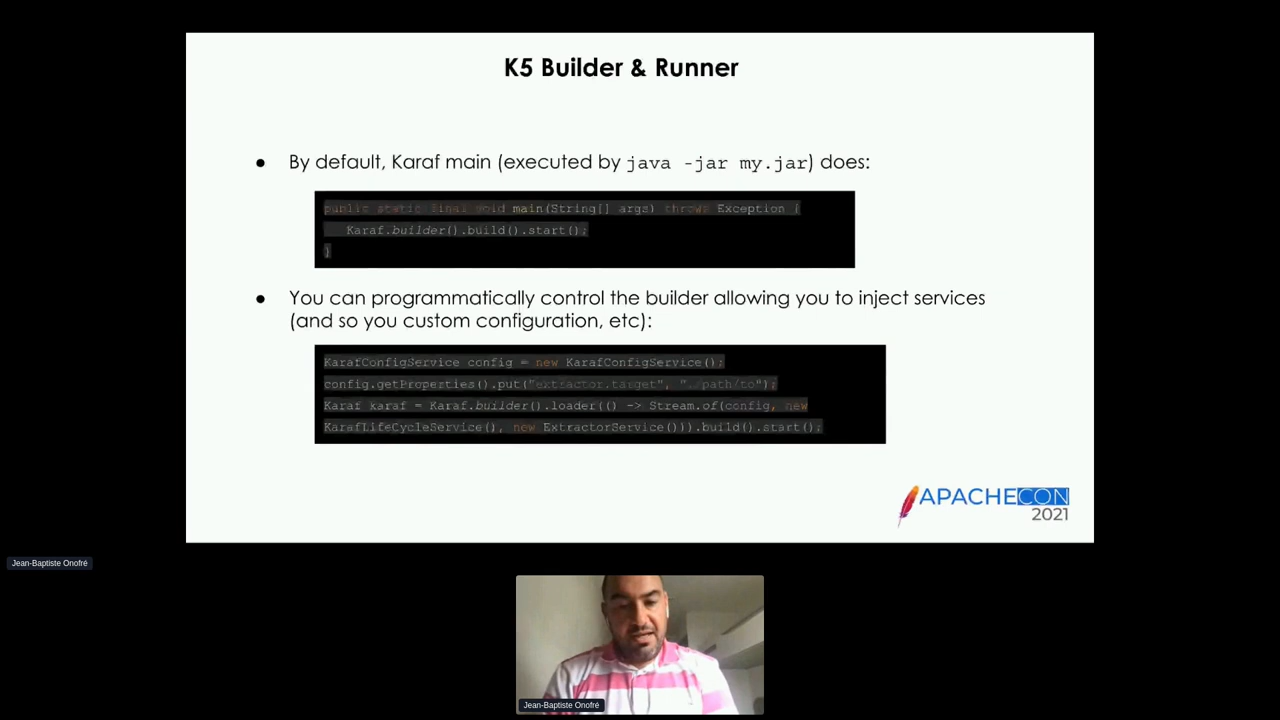 K5 Builder & Runner
● By default, Karaf main (executed by java -jar my.jar) does:
public static final void main(String[] args) throws Exception {
Karaf.builder().build().start();
}
● You can programmatically control the builder allowing you to inject services
(and so you custom configuration, etc):
KarafConfigService config = new KarafConfigService();
config.getProperties().put("extractor.target", "./path/to");
Karaf karaf = Karaf.builder().loader(() -> Stream.of(config, new
KarafLifeCycleService(), new ExtractorService())).build().start();
APACHECON
2021
Jean-Baptiste Onofré
Jean-Baptiste Onofré